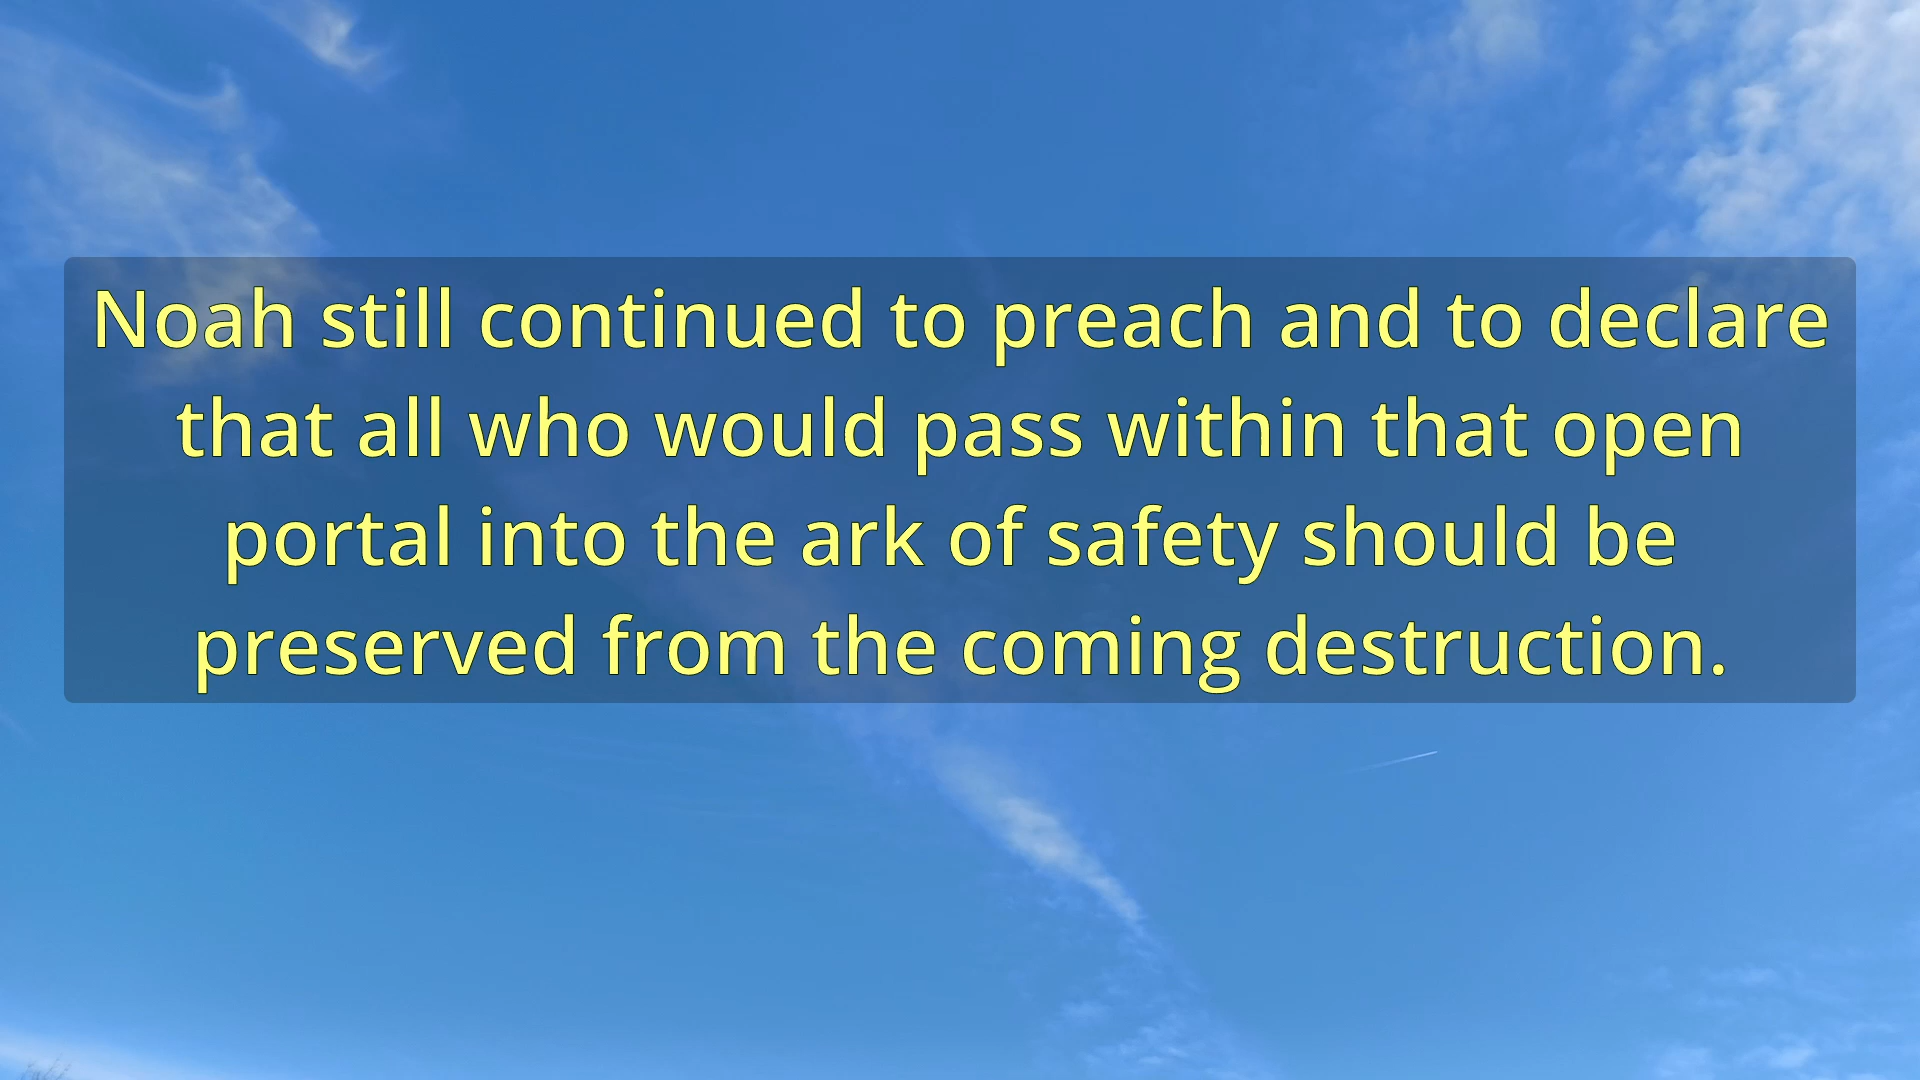 Noah still continued to preach and to declare
that all who would pass within that open
portal into the ark of safety should be
preserved from the coming destruction.